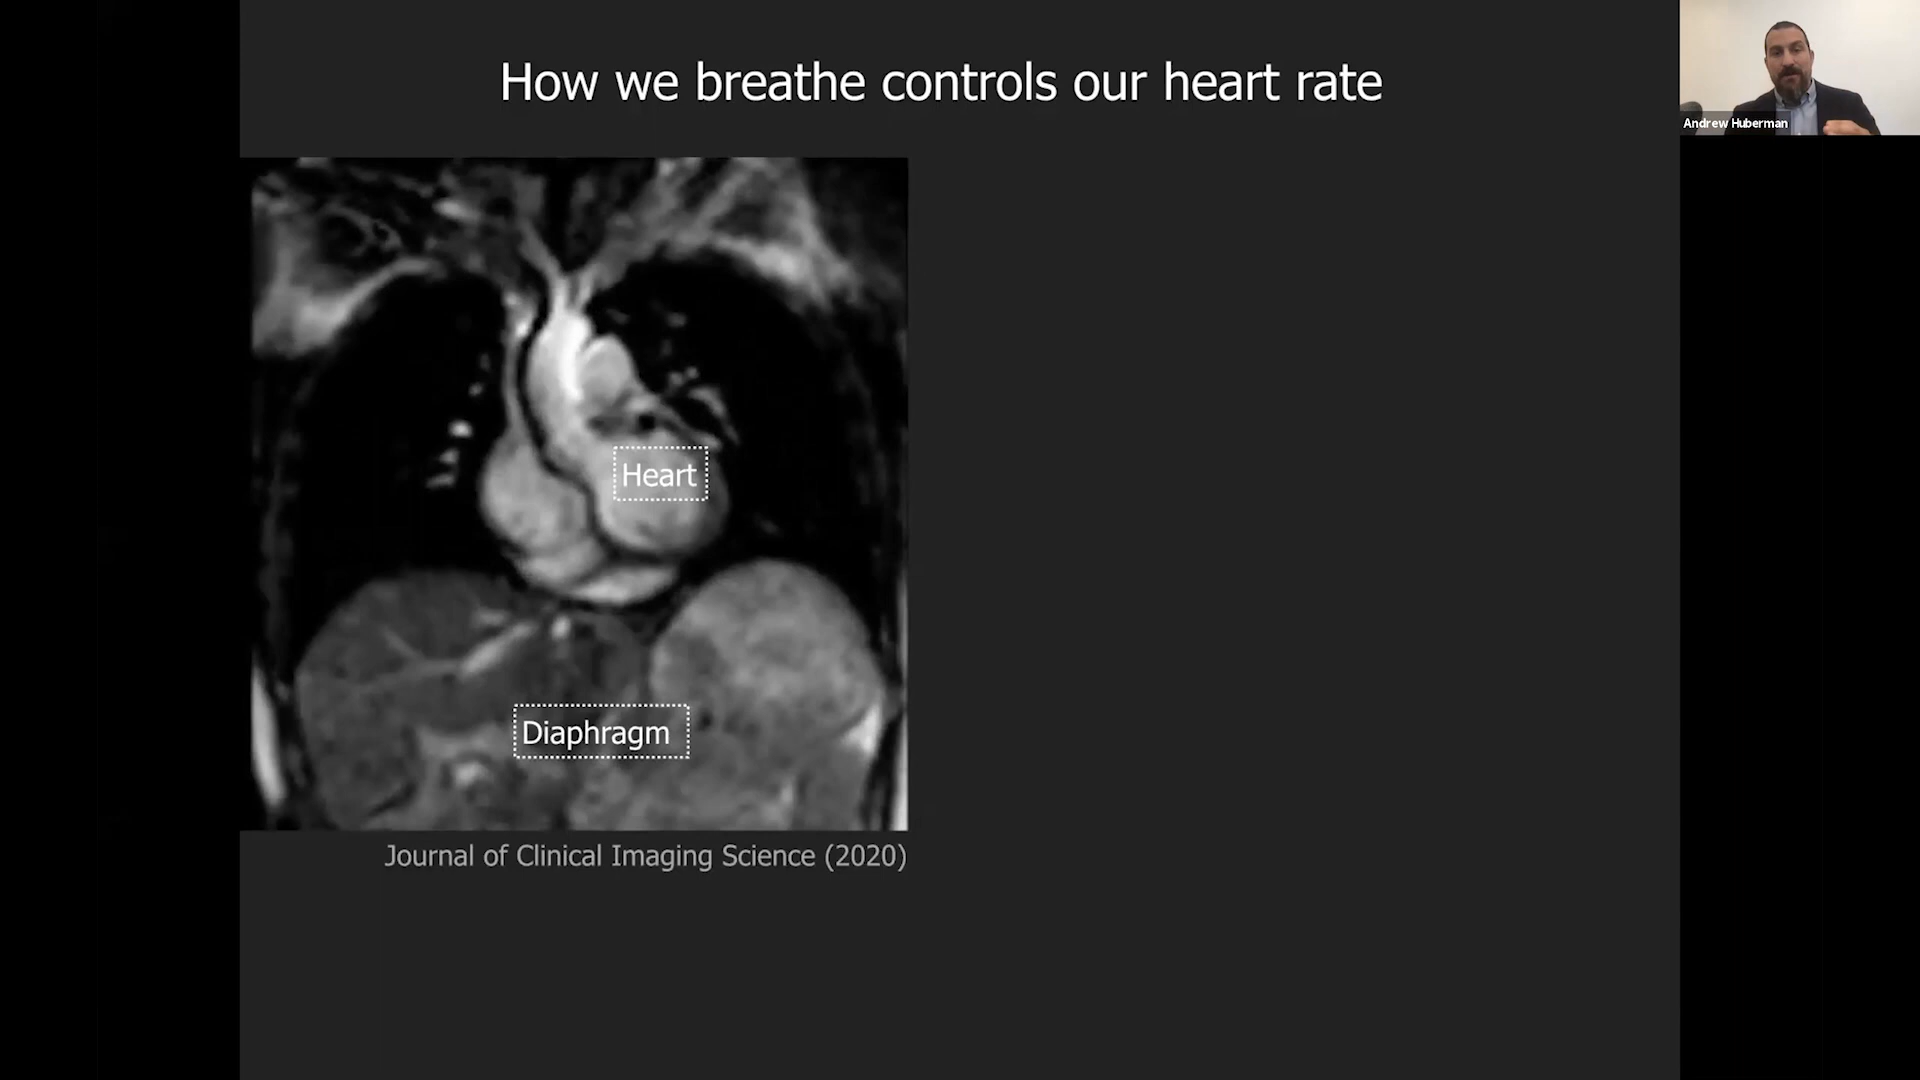 How we breathe controls our heart rate
Andrew Huberman
Heart
Diaphragm
Journal of Clinical Imaging Science (2020)